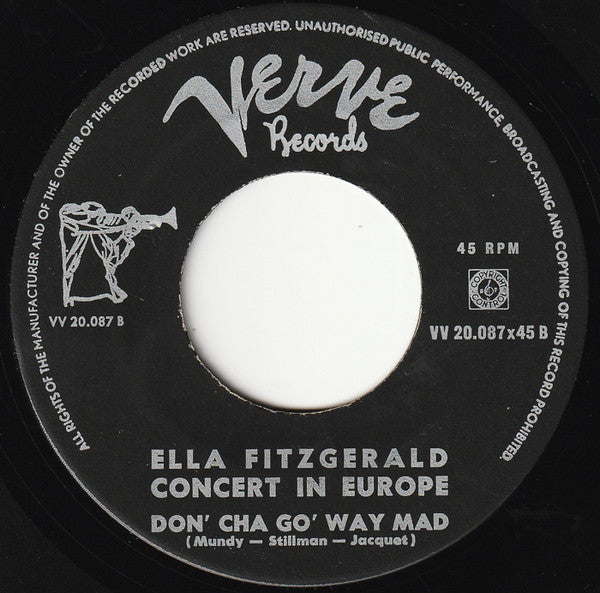 ALL RIGHTS OF THE MANUFACTURER AND OF THE OWNER OF THE RECORDED WORK ARE RESERVED. UNAUTHORISED PUBLIC PERFORMANCE, BROADCASTING AND COPYING OF THIS RECORD PROHIBITED.
VERVE
Records
45 RPM
COPYRIGHT
CONTROL
VV 20.087 B
VV 20.087x45 B
ELLA FITZGERALD
CONCERT IN EUROPE
DON' CHA GO' WAY MAD
(Mundy — Stillman — Jacquet)